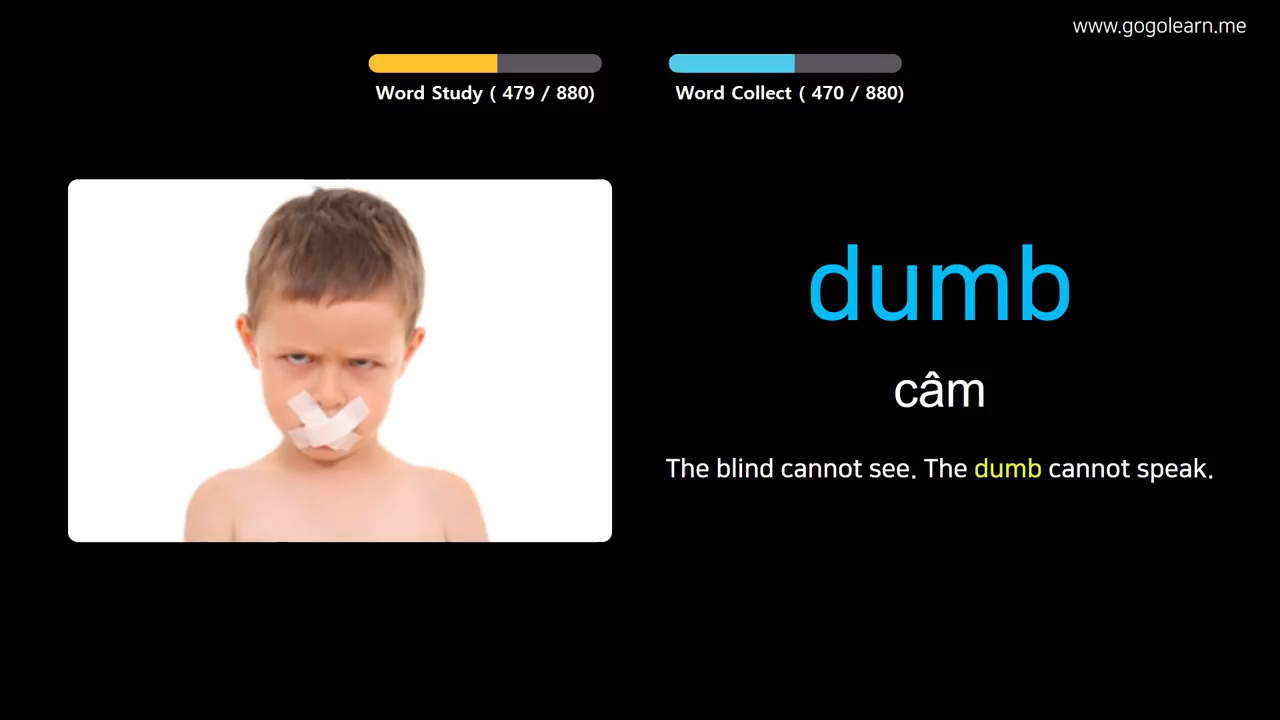 www.gogolearn.me
Word Study ( 479 / 880)
Word Collect ( 470 / 880)
dumb
câm
The blind cannot see. The dumb cannot speak.